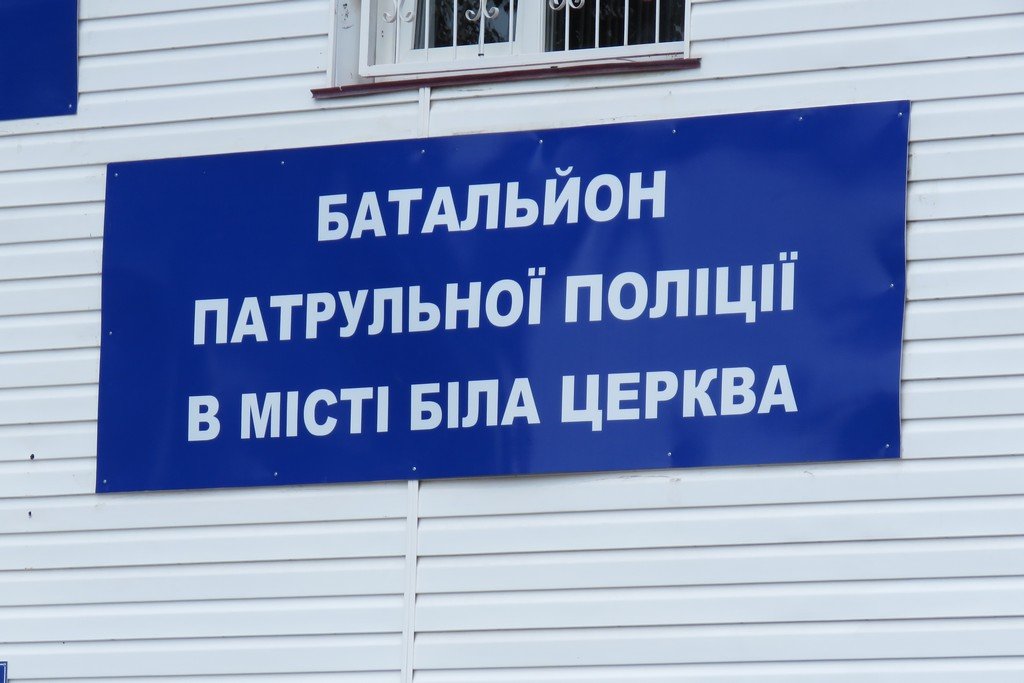 БАТАЛЬЙОН
ПАТРУЛЬНОЇ ПОЛІЦІЇ
В МІСТІ БІЛА ЦЕРКВА